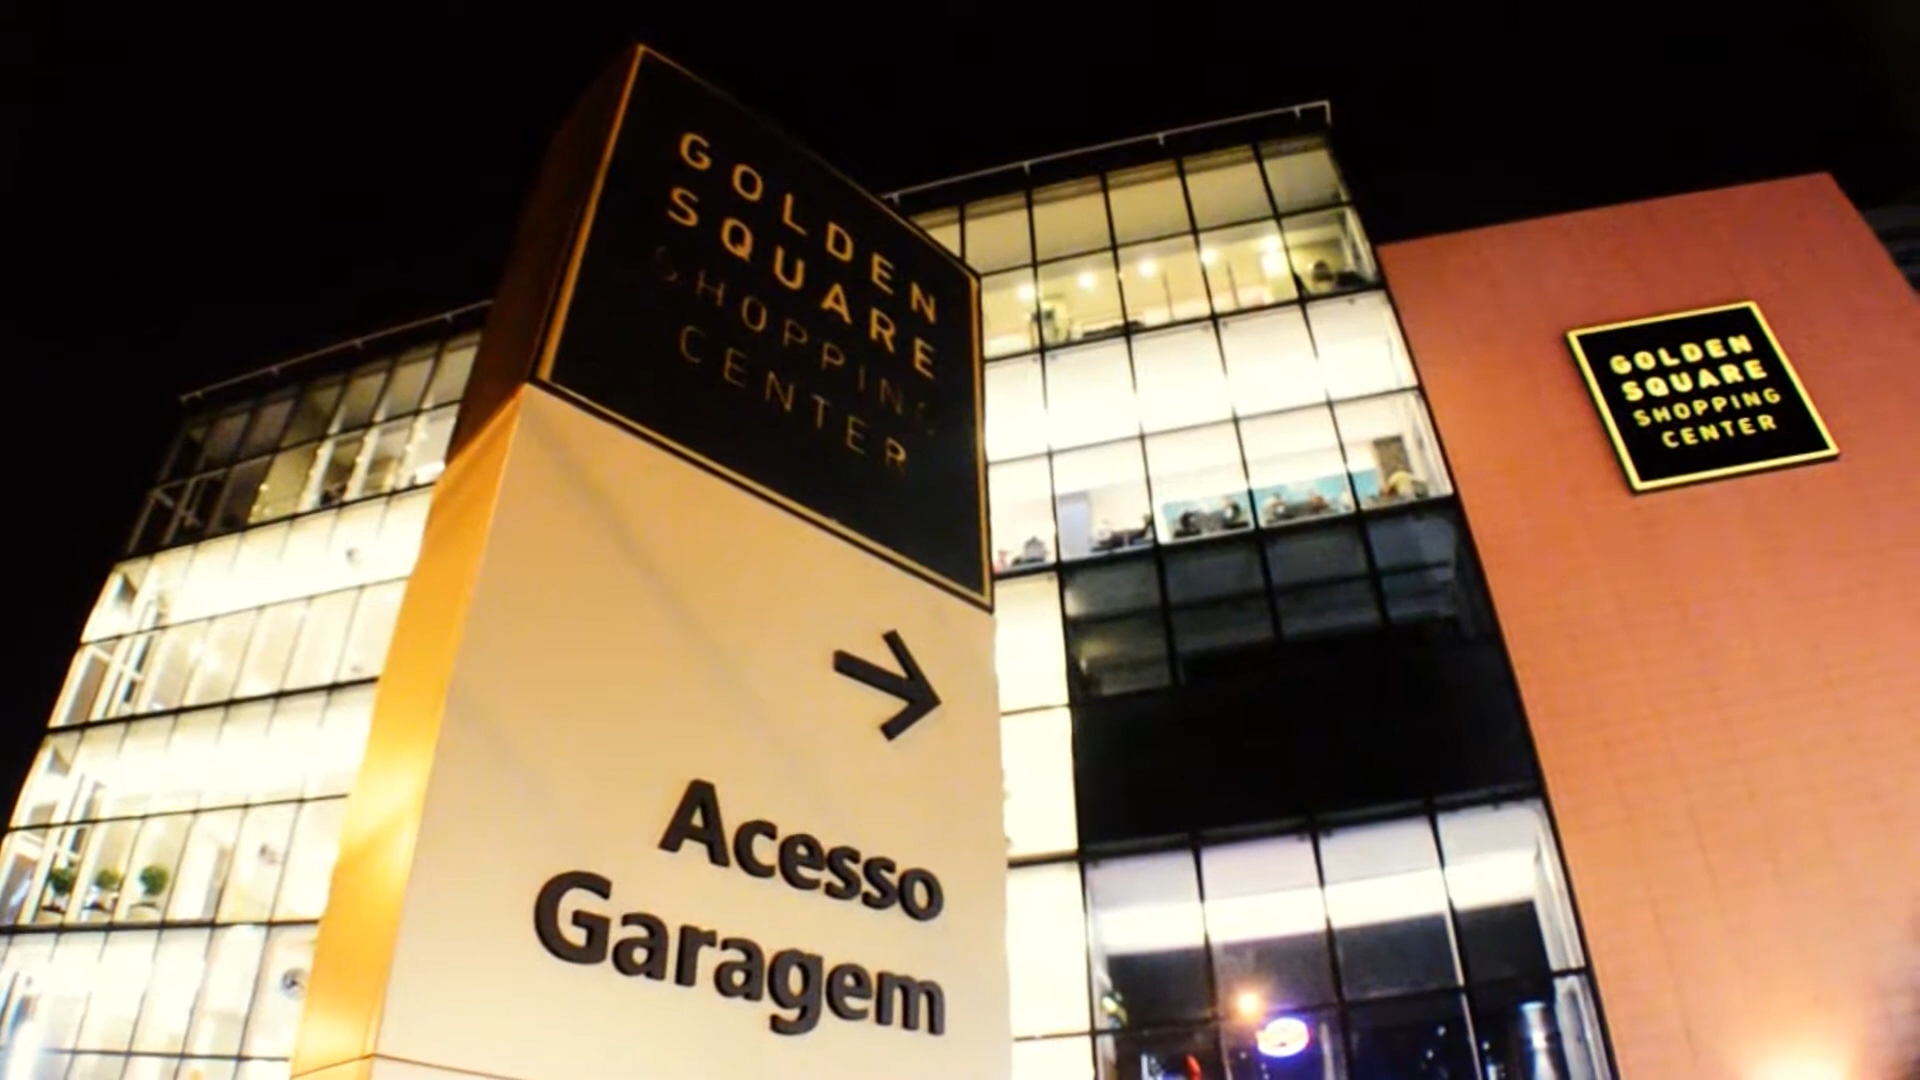 GOLDEN
SQUARE
SHOPPING
CENTER
→
Acesso
Garagem
GOLDEN
SQUARE
SHOPPING
CENTER